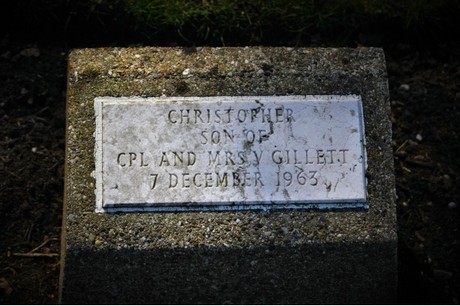 CHRISTOPHER
SON OF
CPL AND MRS V GILLETT
7 DECEMBER 1963